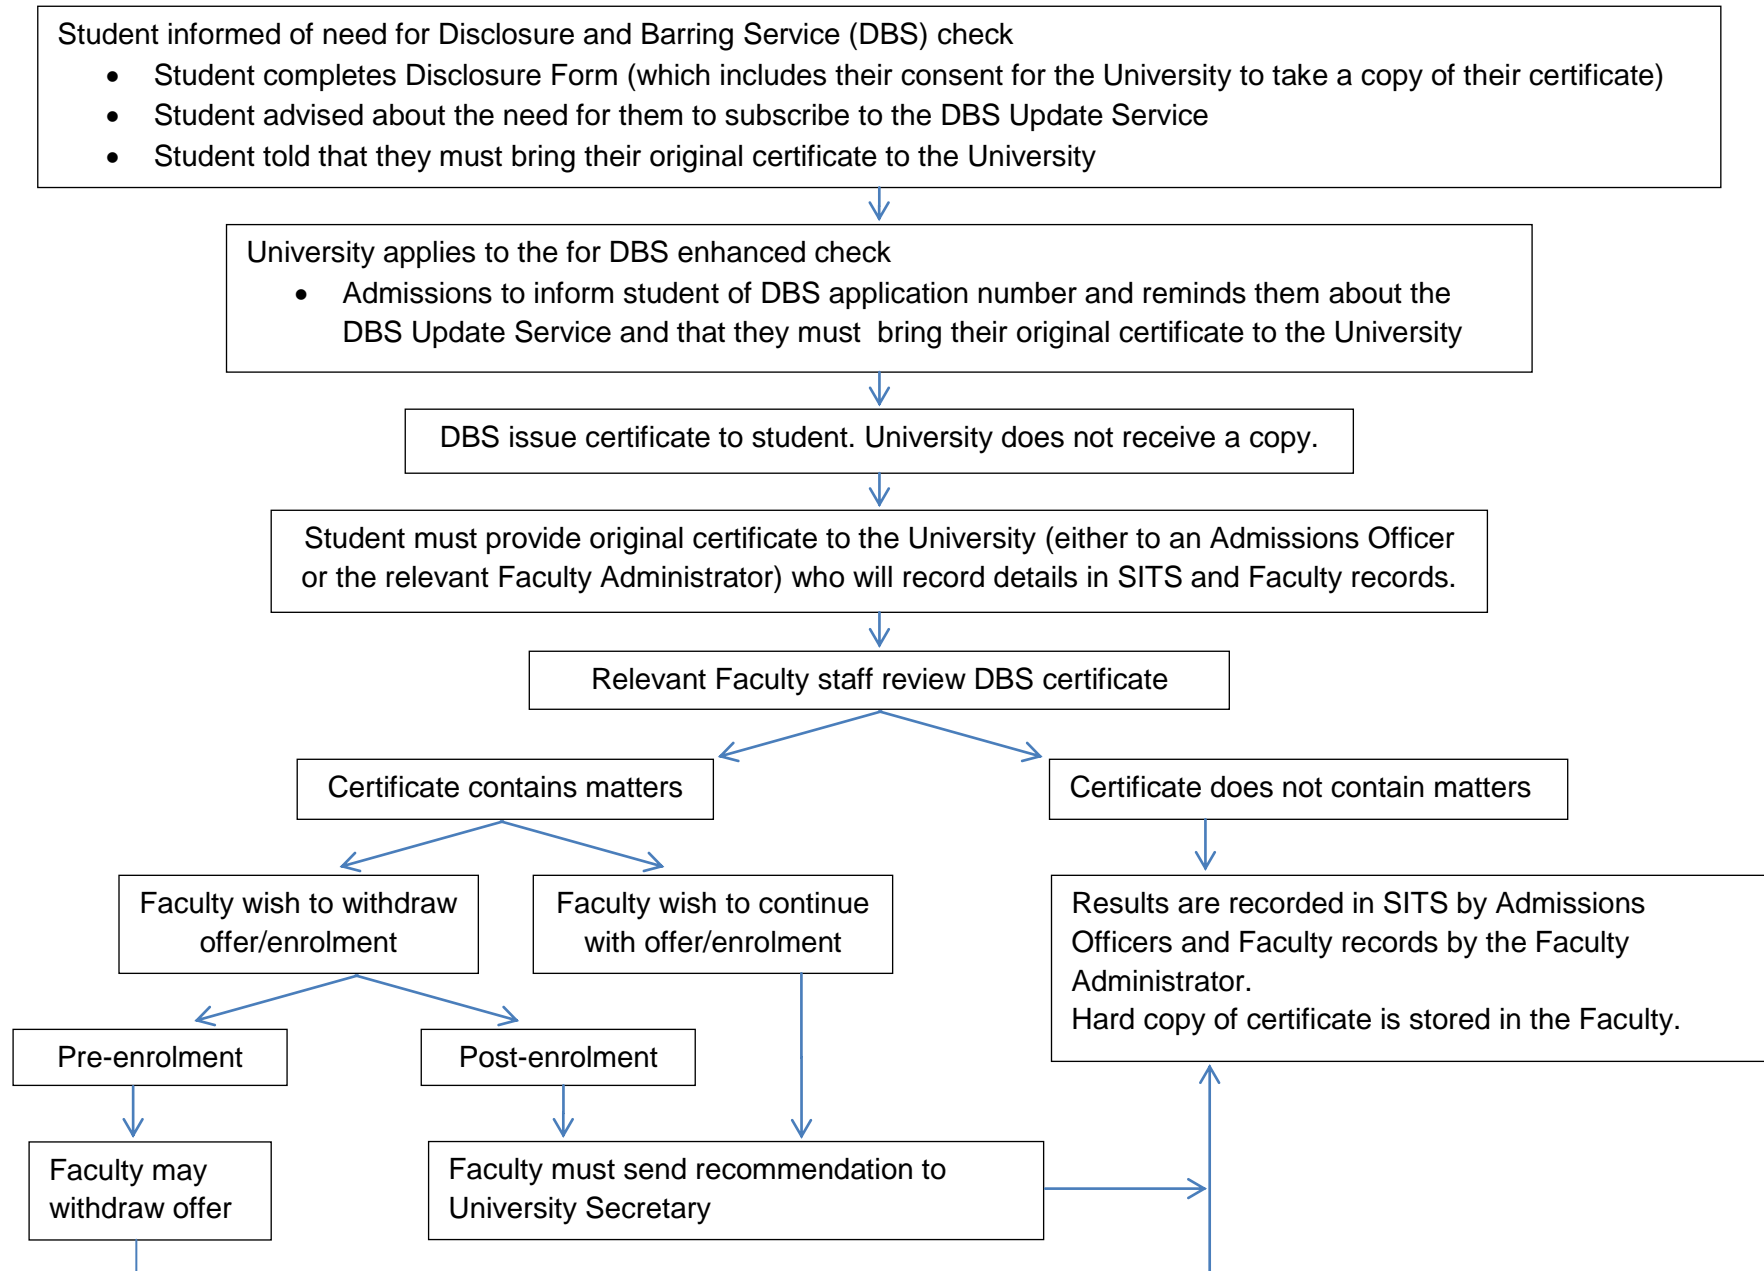 Student informed of need for Disclosure and Barring Service (DBS) check
• Student completes Disclosure Form (which includes their consent for the University to take a copy of their certificate)
• Student advised about the need for them to subscribe to the DBS Update Service
• Student told that they must bring their original certificate to the University
University applies to the for DBS enhanced check
• Admissions to inform student of DBS application number and reminds them about the
DBS Update Service and that they must bring their original certificate to the University
DBS issue certificate to student. University does not receive a copy.
Student must provide original certificate to the University (either to an Admissions Officer
or the relevant Faculty Administrator) who will record details in SITS and Faculty records.
Relevant Faculty staff review DBS certificate
Certificate contains matters
Certificate does not contain matters
Faculty wish to withdraw
offer/enrolment
Faculty wish to continue
with offer/enrolment
Results are recorded in SITS by Admissions
Officers and Faculty records by the Faculty
Administrator.
Hard copy of certificate is stored in the Faculty.
Pre-enrolment
Post-enrolment
Faculty may
withdraw offer
Faculty must send recommendation to
University Secretary